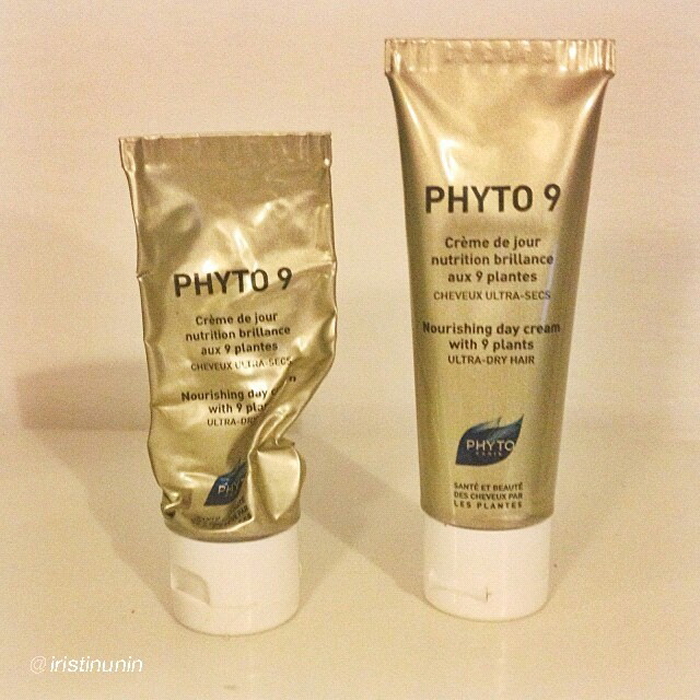 PHYTO 9
Crème de jour
nutrition brillance
aux 9 plantes
CHEVEUX ULTRA-SECS
Nourishing day
with 9
PHYTO 9
Crème de jour
nutrition brillance
aux 9 plantes
CHEVEUX ULTRA-SECS
Nourishing day cream
with 9 plants
ULTRA-DRY HAIR
PHYTO
PARIS
SANTÉ ET BEAUTÉ
DES CHEVEUX PAR
LES PLANTES
@iristinunin